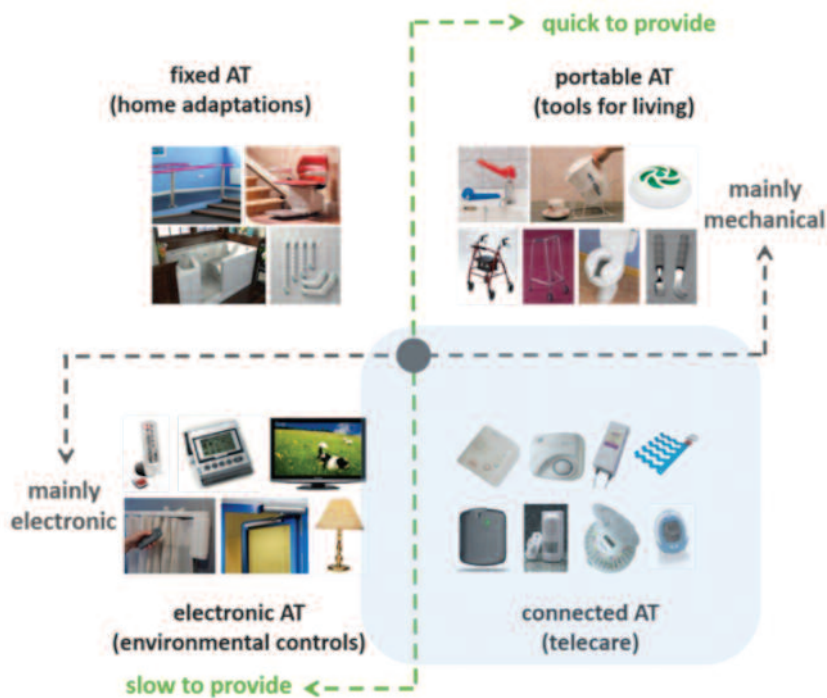 quick to provide
fixed AT
(home adaptations)
portable AT
(tools for living)
mainly
mechanical
mainly
electronic
electronic AT
(environmental controls)
connected AT
(telecare)
slow to provide